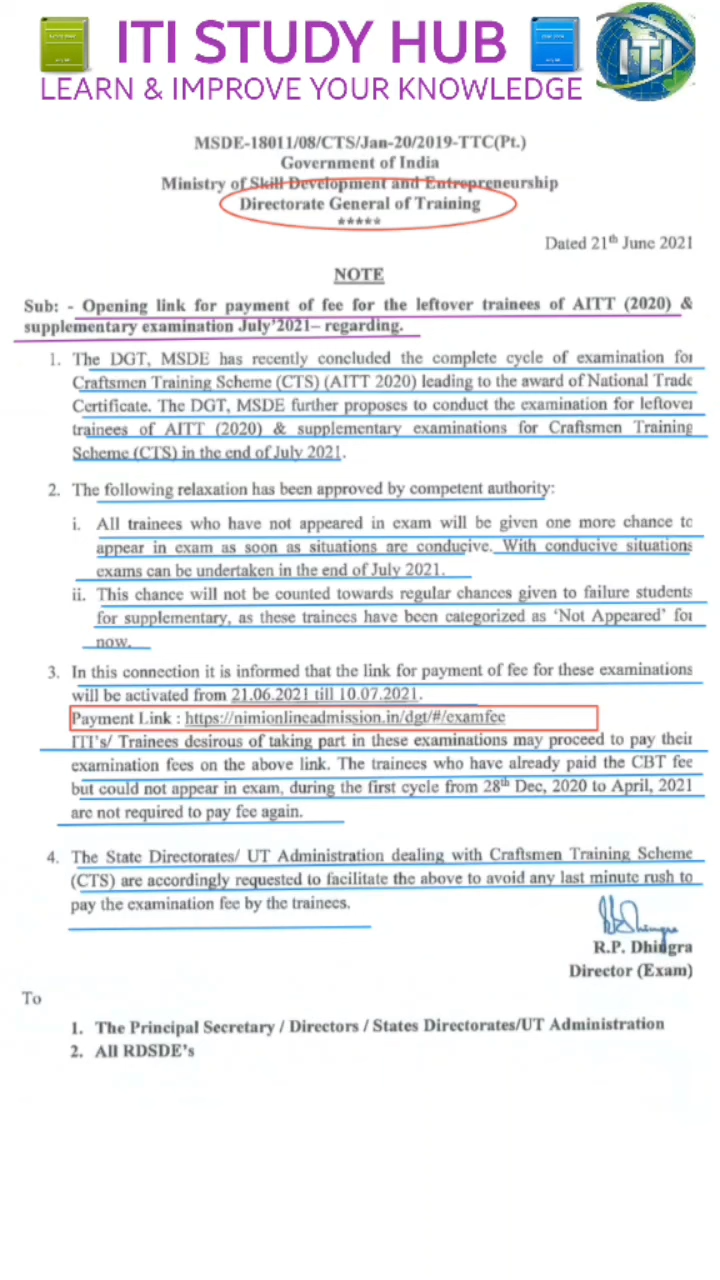 ITI STUDY HUB
LEARN & IMPROVE YOUR KNOWLEDGE
ITI
MSDE-18011/08/CTS/Jan-20/2019-TTC(Pt.)
Government of India
Ministry of Skill Development and Entrepreneurship
Directorate General of Training
*****
Dated 21th June 2021
NOTE
Sub: - Opening link for payment of fee for the leftover trainees of AITT (2020) &
supplementary examination July'2021– regarding.
1. The DGT, MSDE has recently concluded the complete cycle of examination for
Craftsmen Training Scheme (CTS) (AITT 2020) leading to the award of National Trade
Certificate. The DGT, MSDE further proposes to conduct the examination for leftover
trainees of AITT (2020) & supplementary examinations for Craftsmen Training
Scheme (CTS) in the end of July 2021.
2. The following relaxation has been approved by competent authority:
i. All trainees who have not appeared in exam will be given one more chance to
appear in exam as soon as situations are conducive. With conducive situations
exams can be undertaken in the end of July 2021.
ii. This chance will not be counted towards regular chances given to failure students
for supplementary, as these trainees have been categorized as 'Not Appeared' for
now.
3. In this connection it is informed that the link for payment of fee for these examinations
will be activated from 21.06.2021 till 10.07.2021.
Payment Link : https://nimionlineadmission.in/dgt/#/examfee
ITI's/ Trainees desirous of taking part in these examinations may proceed to pay their
examination fees on the above link. The trainees who have already paid the CBT fee
but could not appear in exam, during the first cycle from 28th Dec, 2020 to April, 2021
are not required to pay fee again.
4. The State Directorates/ UT Administration dealing with Craftsmen Training Scheme
(CTS) are accordingly requested to facilitate the above to avoid any last minute rush to
pay the examination fee by the trainees.
R.P. Dhingra
Director (Exam)
To
1. The Principal Secretary / Directors / States Directorates/UT Administration
2. All RDSDE's